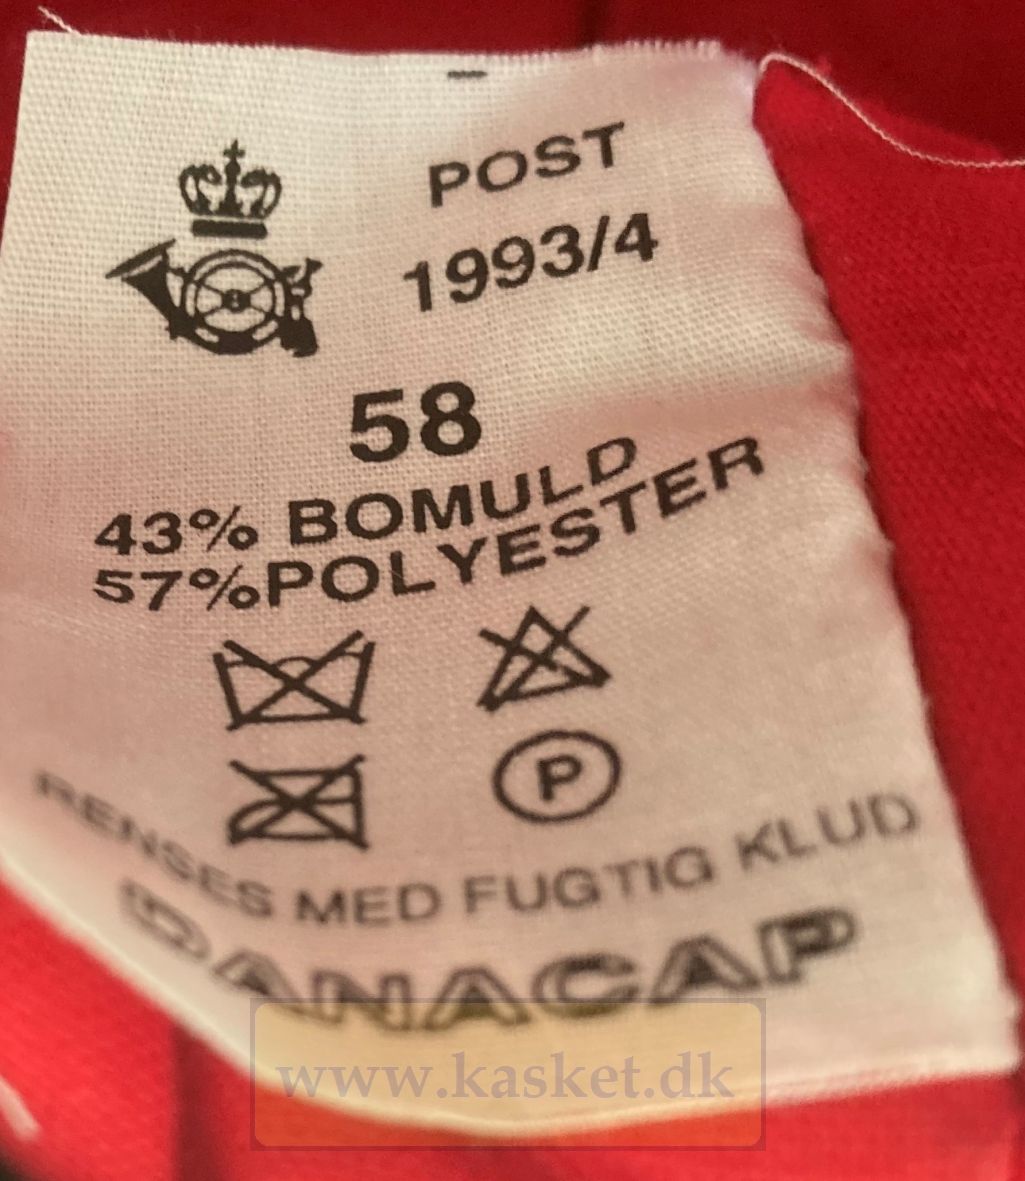 POST
1993/4
58
43% BOMULD
57%POLYESTER
P
RENSES MED FUGTIG KLUD
DANACAP
www.kasket.dk